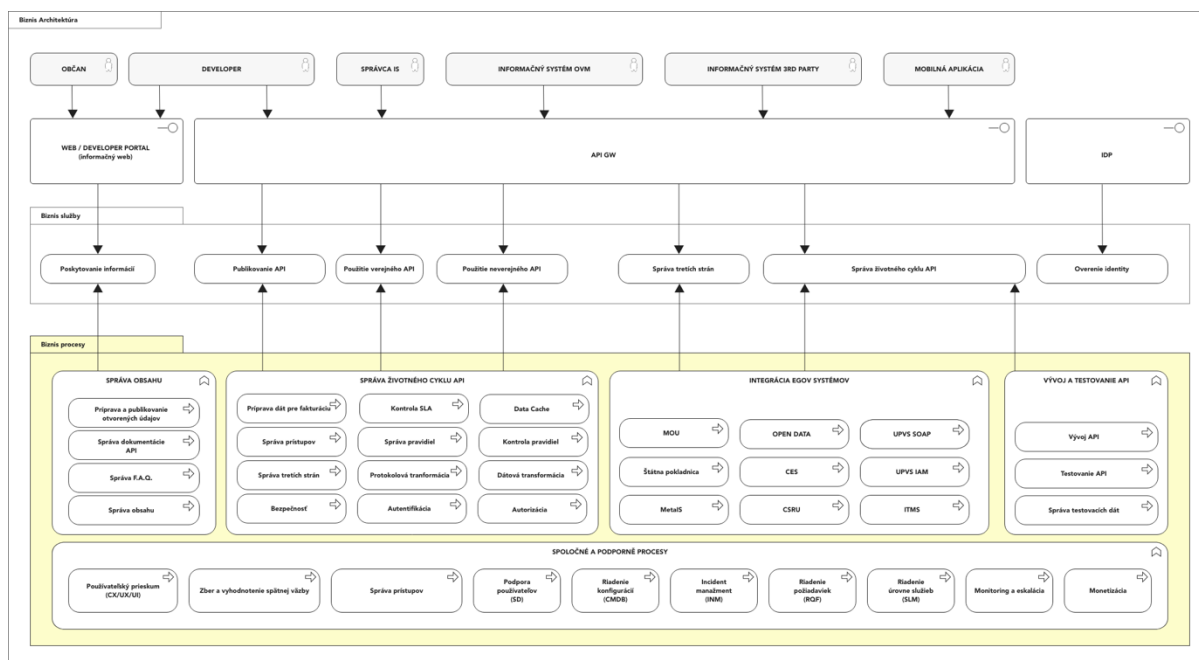 Biznis Architektúra
OBČAN
DEVELOPER
SPRÁVCA IS
INFORMAČNÝ SYSTÉM OVM
INFORMAČNÝ SYSTÉM 3RD PARTY
MOBILNÁ APLIKÁCIA
WEB / DEVELOPER PORTAL
(informačný web)
API GW
IDP
Biznis služby
Poskytovanie informácií
Publikovanie API
Použitie verejného API
Použitie neverejného API
Správa tretích strán
Správa životného cyklu API
Overenie identity
Biznis procesy
SPRÁVA OBSAHU
Príprava a publikovanie
otvorených údajov
Správa dokumentácie
API
Správa F.A.Q.
Správa obsahu
SPRÁVA ŽIVOTNÉHO CYKLU API
Príprava dát pre fakturáciu
Kontrola SLA
Data Cache
Správa prístupov
Správa pravidiel
Kontrola pravidiel
Správa tretích strán
Protokolová tranformácia
Dátová transformácia
Bezpečnosť
Autentifikácia
Autorizácia
INTEGRÁCIA EGOV SYSTÉMOV
MOU
OPEN DATA
UPVS SOAP
Štátna pokladnica
CES
UPVS IAM
MetaIS
CSRU
ITMS
VÝVOJ A TESTOVANIE API
Vývoj API
Testovanie API
Správa testovacích dát
SPOLOČNÉ A PODPORNÉ PROCESY
Používateľský prieskum
(CX/UX/UI)
Zber a vyhodnotenie spätnej väzby
Správa prístupov
Podpora
používateľov
(SD)
Riadenie
konfigurácií
(CMDB)
Incident
manažment
(INM)
Riadenie
požiadaviek
(RQF)
Riadenie
úrovne služieb
(SLM)
Monitoring a eskalácia
Monetizácia